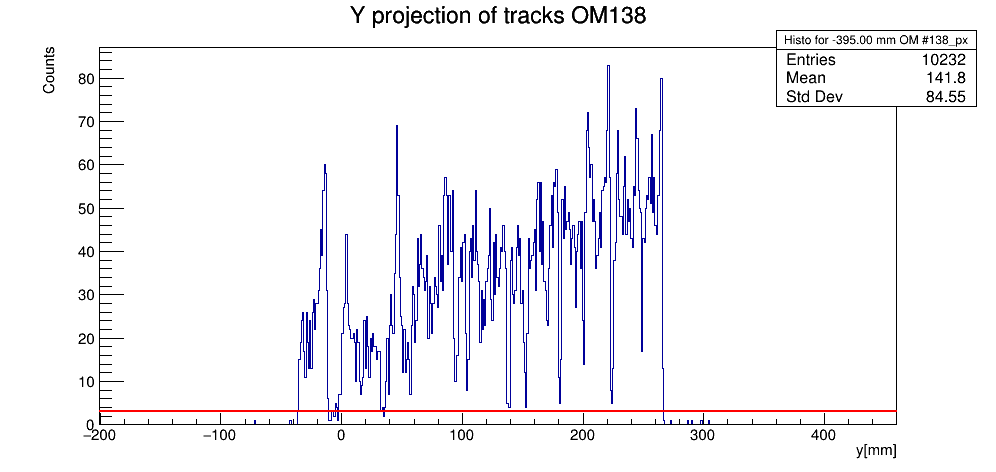 Y projection of tracks OM138
Histo for -395.00 mm OM #138_px
Entries 10232
Mean 141.8
Std Dev 84.55
Counts
80
70
60
50
40
30
20
10
0
−200 −100 0 100 200 300 400
y[mm]